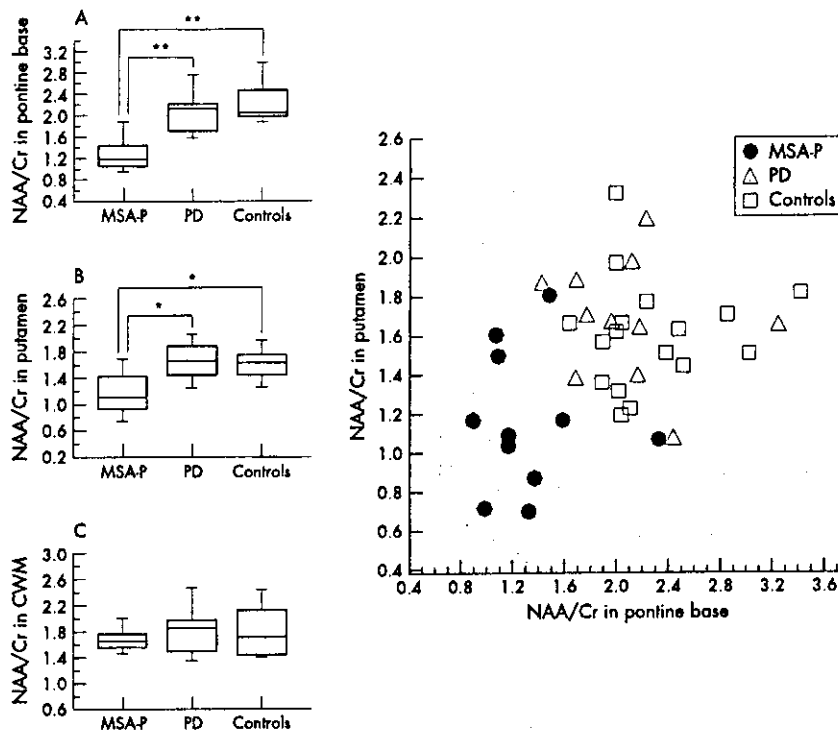 A
NAA/Cr in pontine base
3.2
2.8
2.4
2.0
1.6
1.2
0.8
0.4
**
**
MSA-P PD Controls
B
NAA/Cr in putamen
2.6
2.2
1.8
1.4
1.0
0.6
0.2
*
*
MSA-P PD Controls
C
NAA/Cr in CWM
3.0
2.6
2.2
1.8
1.4
1.0
0.6
MSA-P PD Controls
MSA-P
PD
Controls
NAA/Cr in putamen
2.6
2.4
2.2
2.0
1.8
1.6
1.4
1.2
1.0
0.8
0.6
0.4
0.4 0.8 1.2 1.6 2.0 2.4 2.8 3.2 3.6
NAA/Cr in pontine base